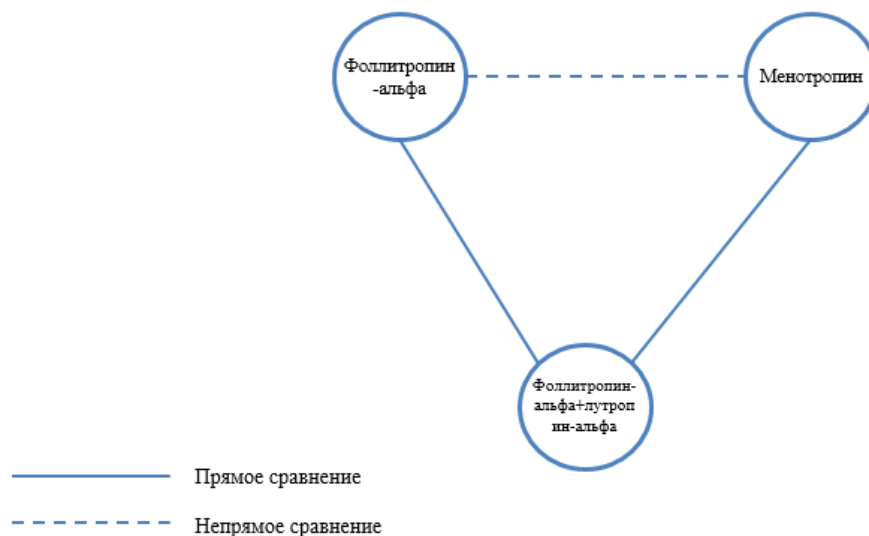 Фоллитропин
-альфа
Менотропин
Фоллитропин-
альфа+лутроп
ин-альфа
Прямое сравнение
Непрямое сравнение